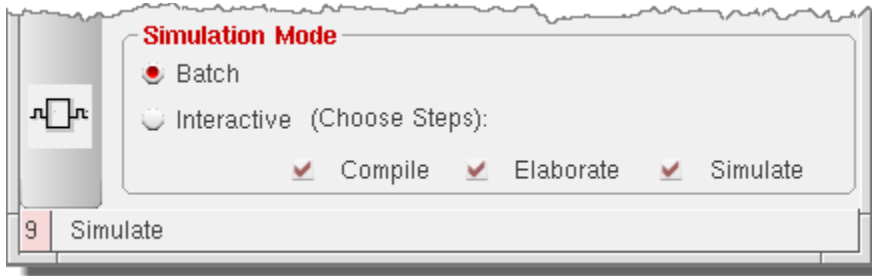 Simulation Mode
Batch
Interactive (Choose Steps):
Compile Elaborate Simulate
9 Simulate